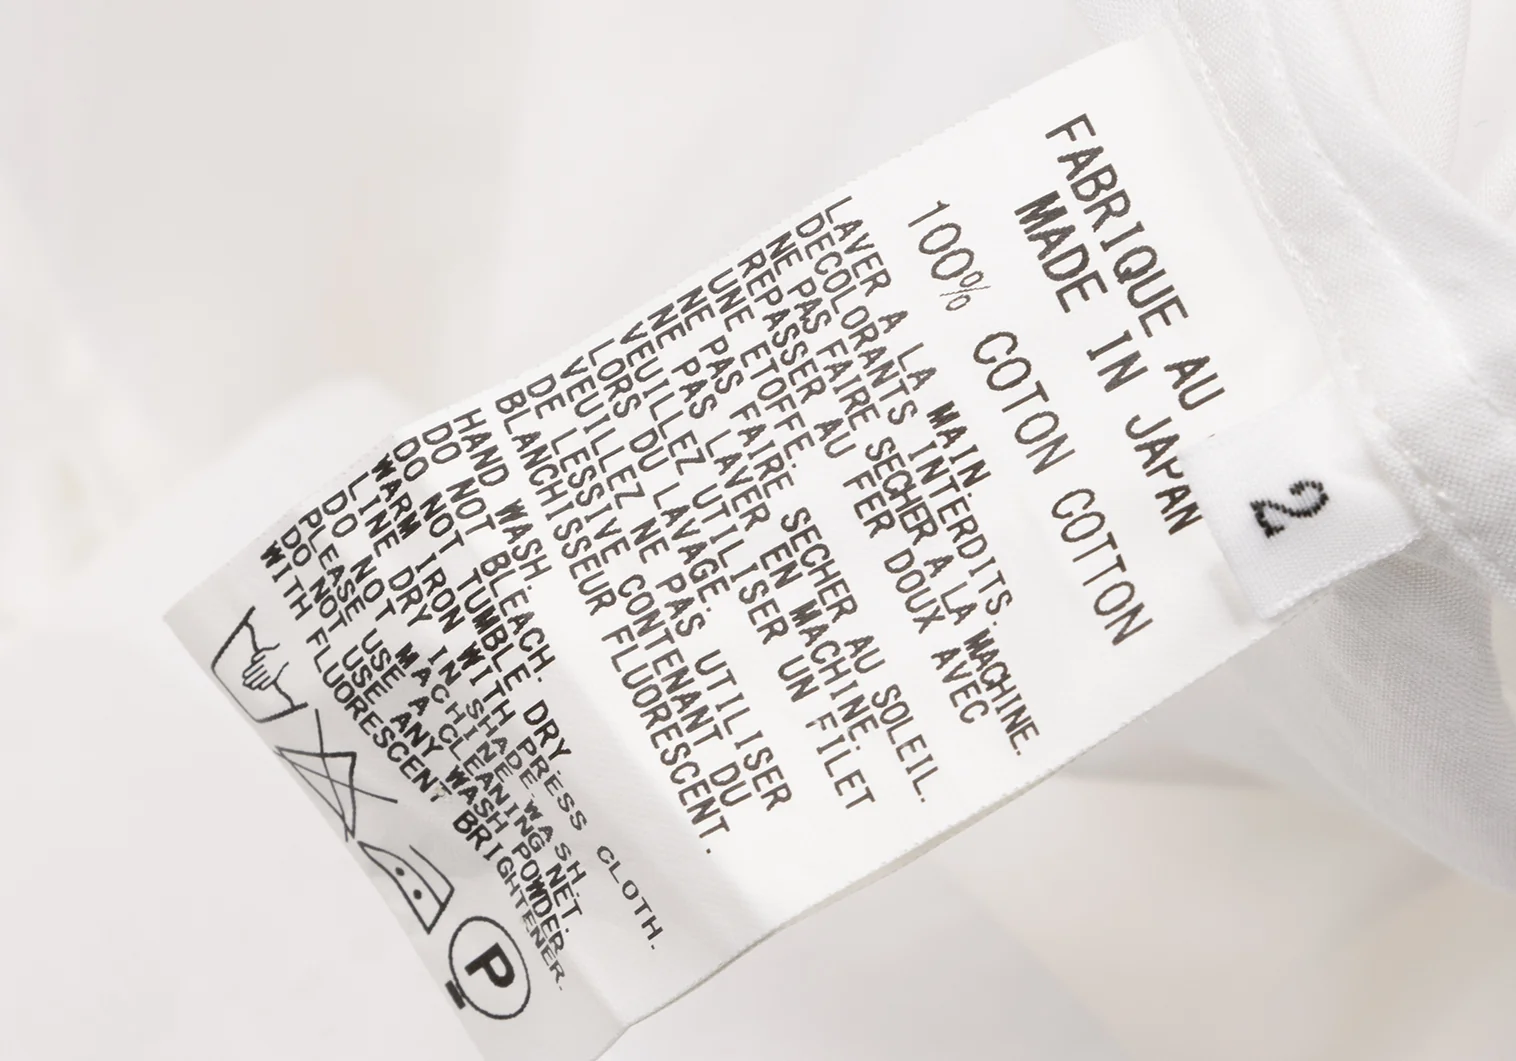 FABRIQUE AU
MADE IN JAPAN
2
100% COTON COTTON
LAVER A LA MAIN.
DECOLORANTS INTERDITS.
NE PAS FAIRE SECHER A LA MACHINE.
REPASSER AU FER DOUX AVEC
UNE ETOFFE.
NE PAS FAIRE SECHER AU SOLEIL.
NE PAS LAVER EN MACHINE.
VEUILLEZ UTILISER UN FILET
LORS DU LAVAGE.
VEUILLEZ NE PAS UTILISER
DE LESSIVE CONTENANT DU
BLANCHISSEUR FLUORESCENT.
HAND WASH.
DO NOT BLEACH.
DO NOT TUMBLE DRY.
WARM IRON WITH PRESS CLOTH.
LINE DRY IN SHADE.
DO NOT MACHINE-WASH.
PLEASE USE A CLEANING NET.
DO NOT USE ANY WASH POWDER
WITH FLUORESCENT BRIGHTENER.
P